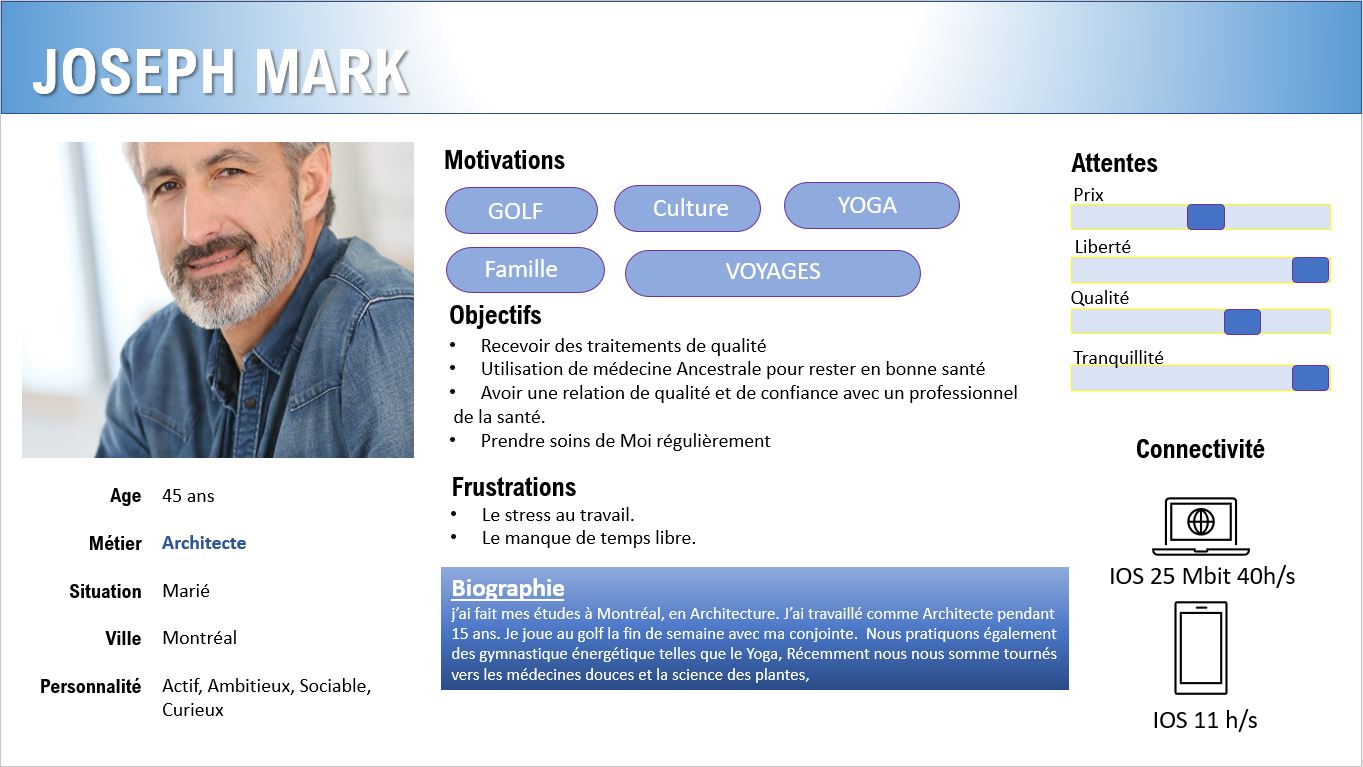 JOSEPH MARK
Age 45 ans
Métier Architecte
Situation Marié
Ville Montréal
Personnalité Actif, Ambitieux, Sociable,
Curieux
Motivations
GOLF
Culture
YOGA
Famille
VOYAGES
Objectifs
• Recevoir des traitements de qualité
• Utilisation de médecine Ancestrale pour rester en bonne santé
• Avoir une relation de qualité et de confiance avec un professionnel
de la santé.
• Prendre soins de Moi régulièrement
Frustrations
• Le stress au travail.
• Le manque de temps libre.
Biographie
j’ai fait mes études à Montréal, en Architecture. J’ai travaillé comme Architecte pendant
15 ans. Je joue au golf la fin de semaine avec ma conjointe. Nous pratiquons également
des gymnastique énergétique telles que le Yoga, Récemment nous nous somme tournés
vers les médecines douces et la science des plantes,
Attentes
Prix
Liberté
Qualité
Tranquillité
Connectivité
IOS 25 Mbit 40h/s
IOS 11 h/s